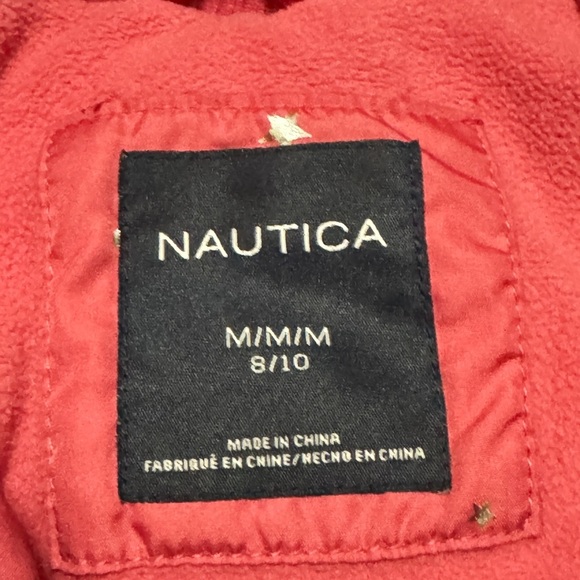 NAUTICA
M/M/M
8/10
MADE IN CHINA
FABRIQUÉ EN CHINE/HECHO EN CHINA